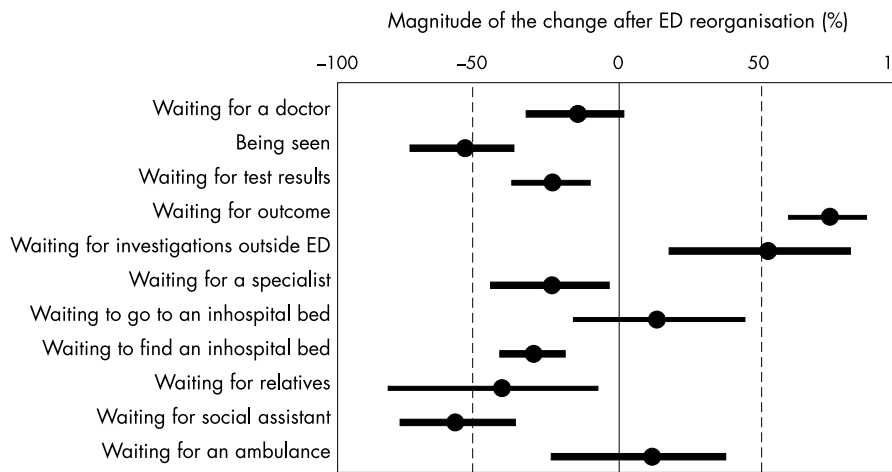 Magnitude of the change after ED reorganisation (%)
–100 –50 0 50 1
Waiting for a doctor
Being seen
Waiting for test results
Waiting for outcome
Waiting for investigations outside ED
Waiting for a specialist
Waiting to go to an inhospital bed
Waiting to find an inhospital bed
Waiting for relatives
Waiting for social assistant
Waiting for an ambulance